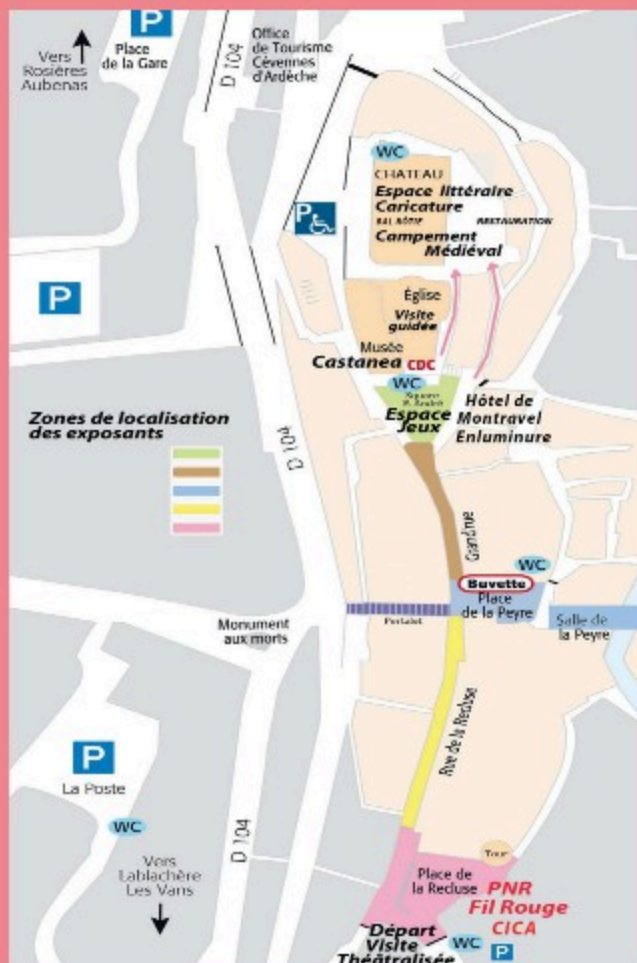 P
Place
de la Gare
Vers
Rosières
Aubenas
D 104
Office
de Tourisme
Cévennes
d'Ardèche
WC
CHATEAU
Espace littéraire
Caricature
BAL RÔTIE
RESTAURATION
Campement
Médiéval
P
P
Église
Visite
guidée
Musée
Castanea CDC
WC
Square
Espace
Jeux
Hôtel de
Montravel
Enluminure
Zones de localisation
des exposants
D 104
Grand'rue
WC
Buvette
Place
de la Peyre
Salle de
la Peyre
Portalet
Monument
aux morts
Rue de la Recluse
P
La Poste
WC
D 104
Vers
Lablachère
Les Vans
Tour
Place de
la Recluse
PNR
Fil Rouge
CICA
Départ
Visite
Théâtralisée
WC
P